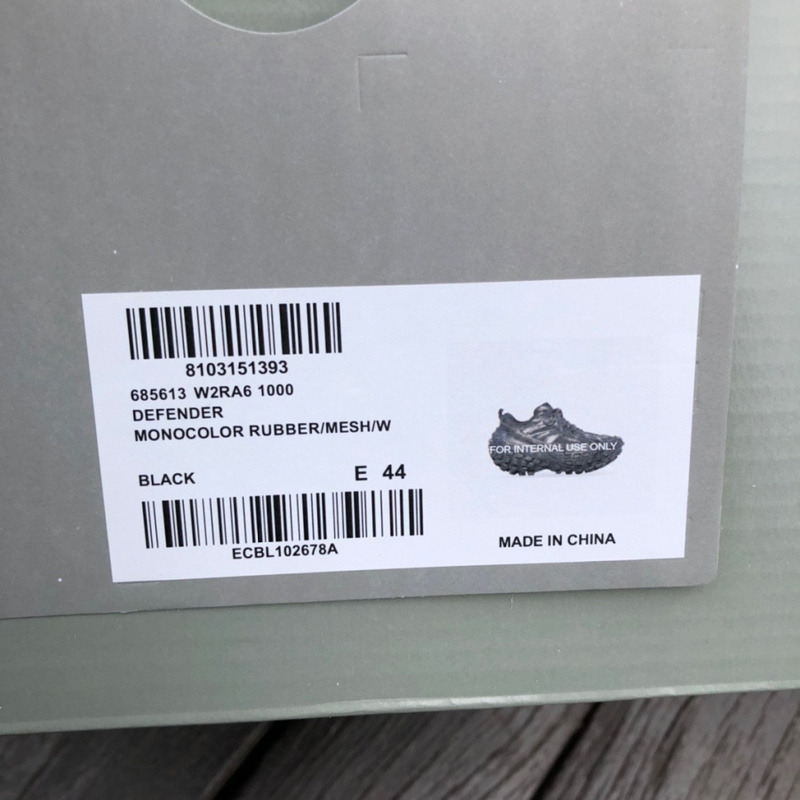 8103151393
685613 W2RA6 1000
DEFENDER
MONOCOLOR RUBBER/MESH/W
BLACK E 44
ECBL102678A
FOR INTERNAL USE ONLY
MADE IN CHINA